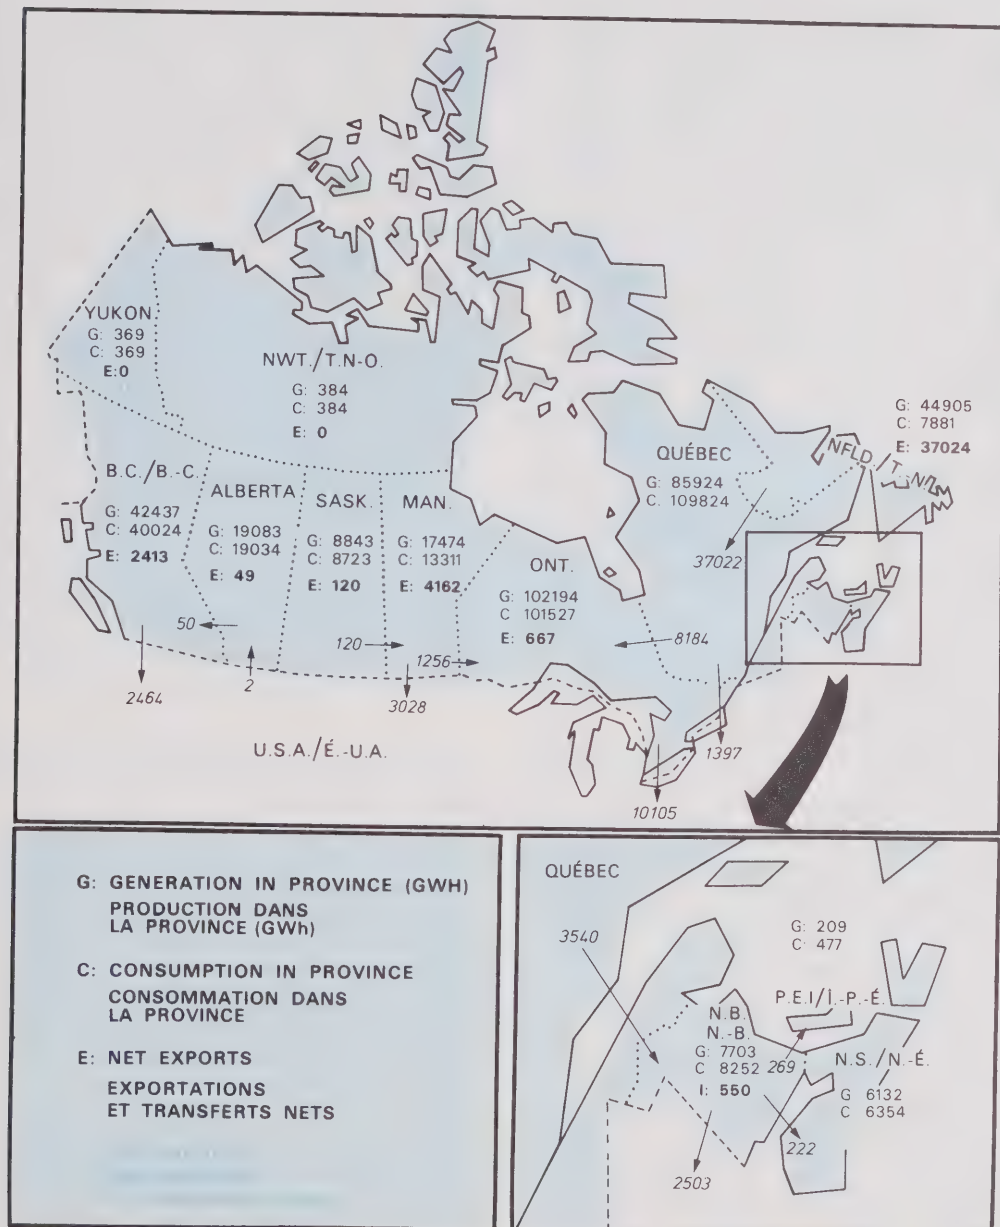 YUKON
G: 369
C: 369
E: 0
NWT./T.N-O.
G: 384
C: 384
E: 0
B.C./B.-C.
G: 42437
C: 40024
E: 2413
ALBERTA
G: 19083
C: 19034
E: 49
SASK.
G: 8843
C: 8723
E: 120
MAN.
G: 17474
C: 13311
E: 4162
ONT.
G: 102194
C 101527
E: 667
QUÉBEC
G: 85924
C: 109824
G: 44905
C: 7881
E: 37024
NFLD / T.-N.
37022
50
2
2464
120
1256
3028
8184
1397
10105
U.S.A./É.-U.A.
G: GENERATION IN PROVINCE (GWH)
PRODUCTION DANS
LA PROVINCE (GWh)
C: CONSUMPTION IN PROVINCE
CONSOMMATION DANS
LA PROVINCE
E: NET EXPORTS
EXPORTATIONS
ET TRANSFERTS NETS
QUÉBEC
3540
G: 209
C: 477
P.E.I/Î.-P.-É.
N.B.
N.-B.
G: 7703
C 8252
I: 550
269
N.S./N.-É.
G 6132
C 6354
222
2503